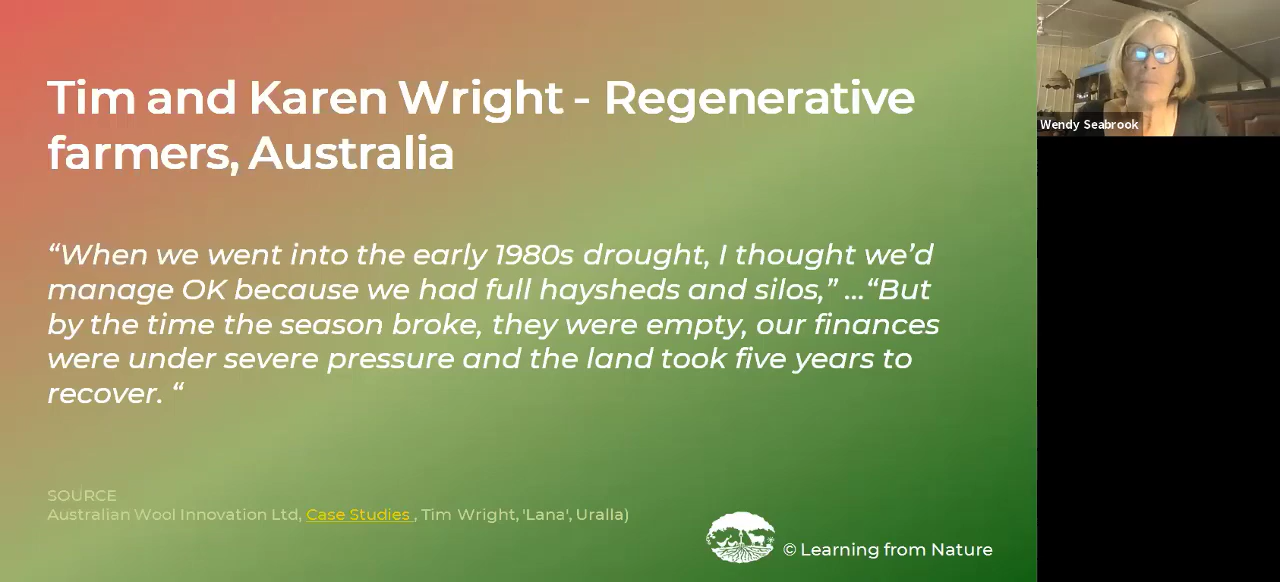 Tim and Karen Wright - Regenerative
farmers, Australia
“When we went into the early 1980s drought, I thought we’d
manage OK because we had full haysheds and silos,” ...“But
by the time the season broke, they were empty, our finances
were under severe pressure and the land took five years to
recover. “
SOURCE
Australian Wool Innovation Ltd, Case Studies , Tim Wright, 'Lana', Uralla)
© Learning from Nature
Wendy Seabrook